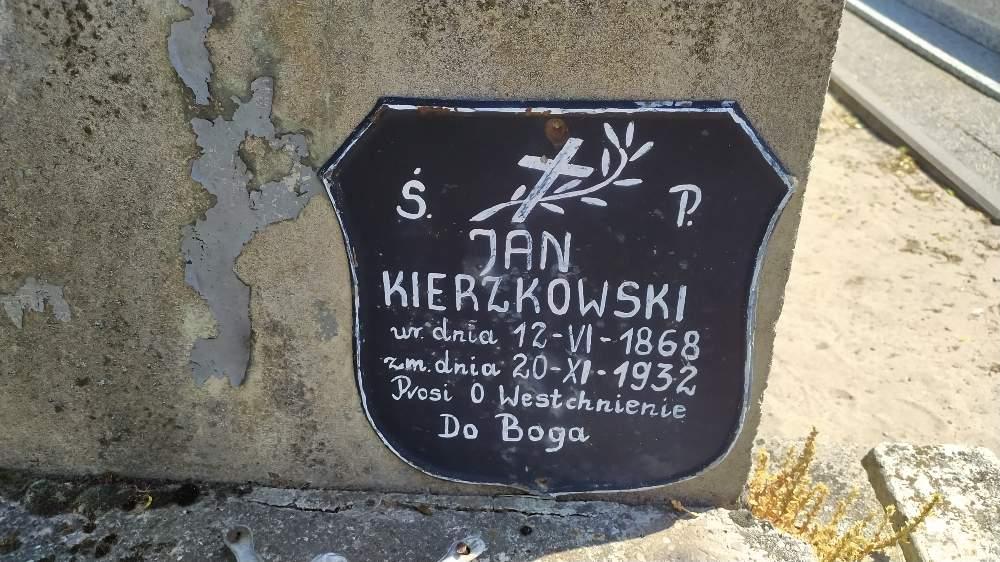 Ś. P.
JAN
KIERZKOWSKI
ur. dnia 12-VI-1868
zm. dnia 20-XI-1932
Prosi O Westchnienie
Do Boga